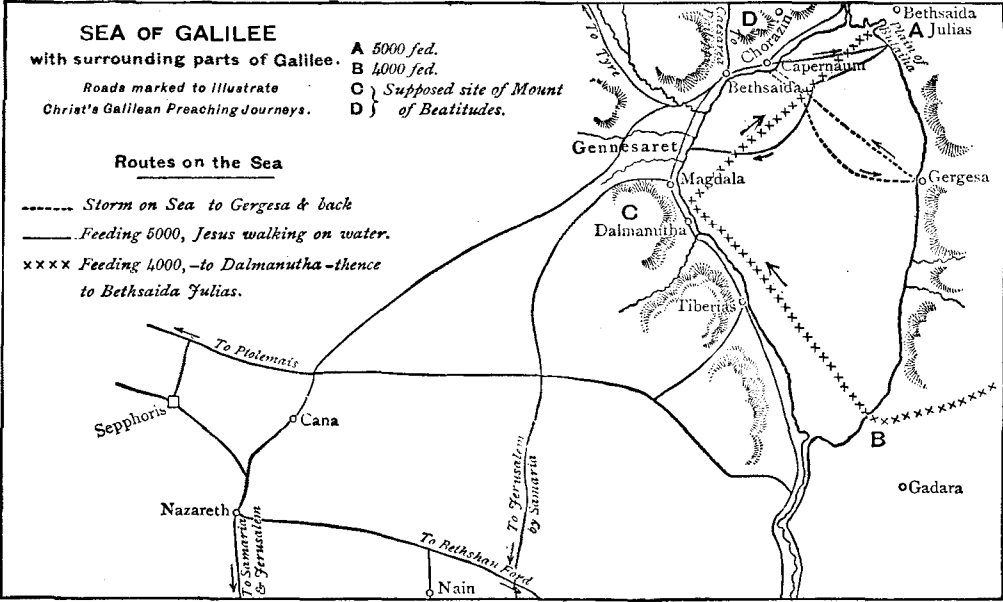 SEA OF GALILEE
with surrounding parts of Galilee.
Roads marked to illustrate
Christ's Galilean Preaching Journeys.
A 5000 fed.
B 4000 fed.
C } Supposed site of Mount
D } of Beatitudes.
Routes on the Sea
Storm on Sea to Gergesa & back
Feeding 5000, Jesus walking on water.
×××× Feeding 4000,-to Dalmanutha-thence
to Bethsaida Julias.
To Tyre
D
Chorazin
Bethsaida
A Julias
Plain of
Capernaum
Bethsaida
Gennesaret
Magdala
Gergesa
C
Dalmanutha
Tiberias
To Ptolemais
Sepphoris
Cana
B
Gadara
To Jerusalem
by Samaria
Nazareth
To Samaria
& Jerusalem
To Bethshan Ford
Nain